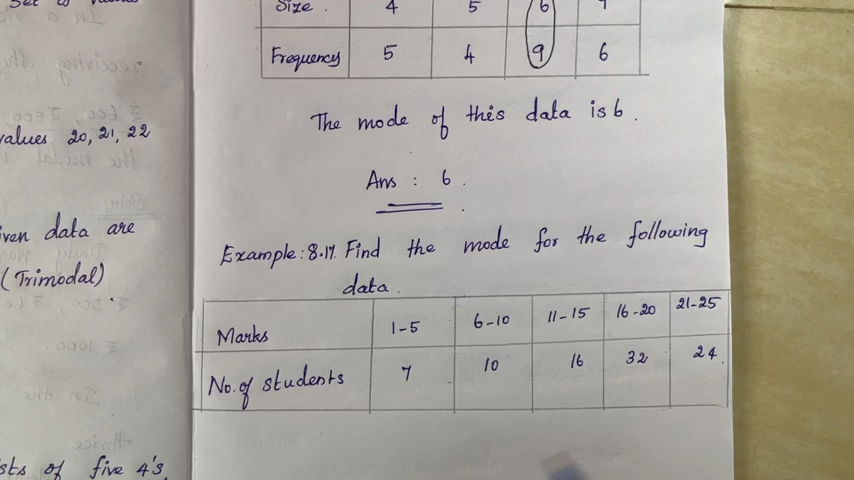 set is
values 20, 21, 22
iven data are
(Trimodal)
sts of five 4's
Size. 4 5 6 7
Frequency 5 4 9 6
The mode of this data is 6.
Ans : 6.
Example: 8.17. Find the mode for the following
data.
Marks 1-5 6-10 11-15 16-20 21-25
No. of students 7 10 16 32 24.